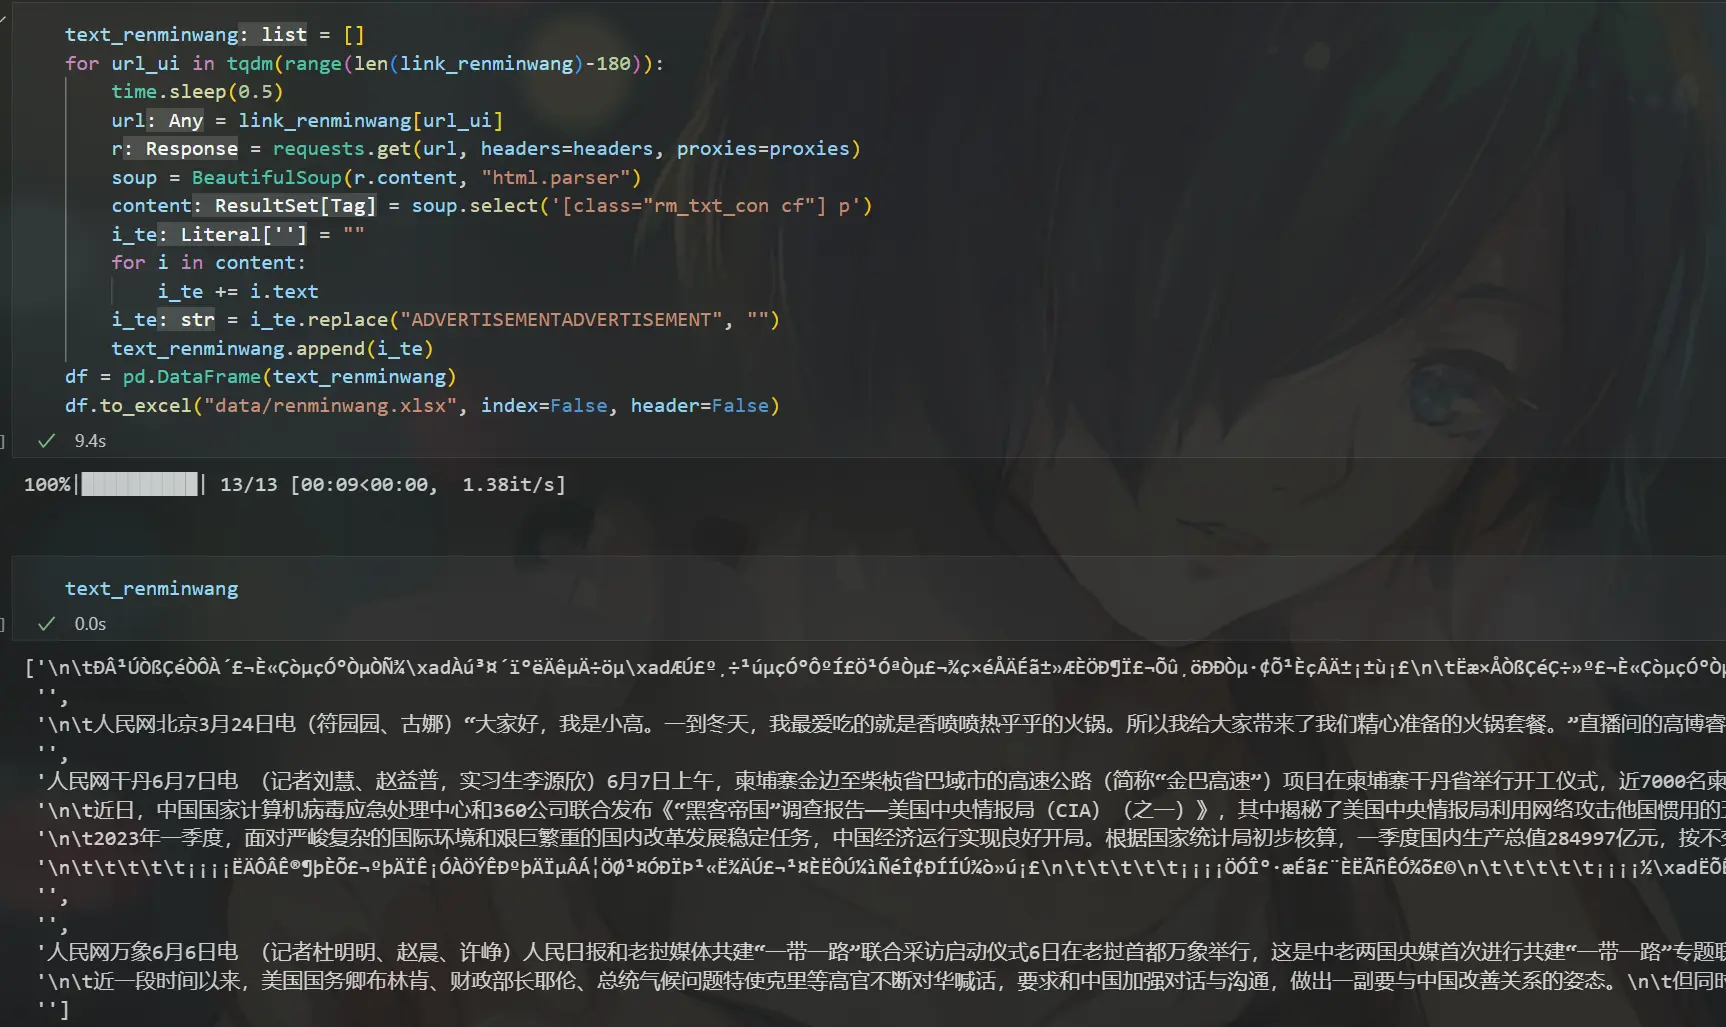 text_renminwang: list = []
for url_ui in tqdm(range(len(link_renminwang)-180)):
time.sleep(0.5)
url: Any = link_renminwang[url_ui]
r: Response = requests.get(url, headers=headers, proxies=proxies)
soup = BeautifulSoup(r.content, "html.parser")
content: ResultSet[Tag] = soup.select('[class="rm_txt_con cf"] p')
i_te: Literal[''] = ""
for i in content:
i_te += i.text
i_te: str = i_te.replace("ADVERTISEMENTADVERTISEMENT", "")
text_renminwang.append(i_te)
df = pd.DataFrame(text_renminwang)
df.to_excel("data/renminwang.xlsx", index=False, header=False)
] ✓ 9.4s
100%|██████████| 13/13 [00:09<00:00, 1.38it/s]
text_renminwang
] ✓ 0.0s
['\n\tÐÂ¹ÚÒßÇéÒÔÀ´£¬È«ÇòµçÓ°ÒµÒÑ¾\xadÀú³¤´ï°ëÄêµÄ÷öµ\xadÆÚ£º¸÷¹úµçÓ°ÔºÏ£Ö¹ÓªÒµ£¬¾ç×éÅÄÉã±»ÆÈÖÐ¶Ï£¬Õû¸öÐÐÒµ·¢Õ¹ÈçÂÄ±¡±ù¡£\n\tËæ×ÅÒßÇéÇ÷»º£¬È«ÇòµçÓ°Òµ
'',
'\n\t人民网北京3月24日电（符园园、古娜）“大家好，我是小高。一到冬天，我最爱吃的就是香喷喷热乎乎的火锅。所以我给大家带来了我们精心准备的火锅套餐。”直播间的高博睿
'',
'人民网干丹6月7日电 （记者刘慧、赵益普，实习生李源欣）6月7日上午，柬埔寨金边至柴桢省巴域市的高速公路（简称“金巴高速”）项目在柬埔寨干丹省举行开工仪式，近7000名柬
'\n\t近日，中国国家计算机病毒应急处理中心和360公司联合发布《“黑客帝国”调查报告—美国中央情报局（CIA）（之一）》，其中揭秘了美国中央情报局利用网络攻击他国惯用的
'\n\t2023年一季度，面对严峻复杂的国际环境和艰巨繁重的国内改革发展稳定任务，中国经济运行实现良好开局。根据国家统计局初步核算，一季度国内生产总值284997亿元，按不
'\n\t\t\t\t\t¡¡¡¡ËÄÔÂÊ®¶þÈÕ£¬ºþÄÏÊ¡ÓÀÖÝÊÐºþÄÏµÂÁ¦ÖØ¹¤ÓÐÏÞ¹«Ë¾ÄÚ£¬¹¤ÈËÔÚ¼ìÑéÎ¢ÐÍÍÚ¾ò»ú¡£\n\t\t\t\t\t¡¡¡¡ÖÓÎ°·æÉã£¨ÈËÃñÊÓ¾õ£©\n\t\t\t\t\t¡¡¡¡½\xadËÕÊ
'',
'',
'人民网万象6月6日电 （记者杜明明、赵晨、许峥）人民日报和老挝媒体共建“一带一路”联合采访启动仪式6日在老挝首都万象举行，这是中老两国央媒首次进行共建“一带一路”专题联
'\n\t近一段时间以来，美国国务卿布林肯、财政部长耶伦、总统气候问题特使克里等高官不断对华喊话，要求和中国加强对话与沟通，做出一副要与中国改善关系的姿态。\n\t但同时
'']